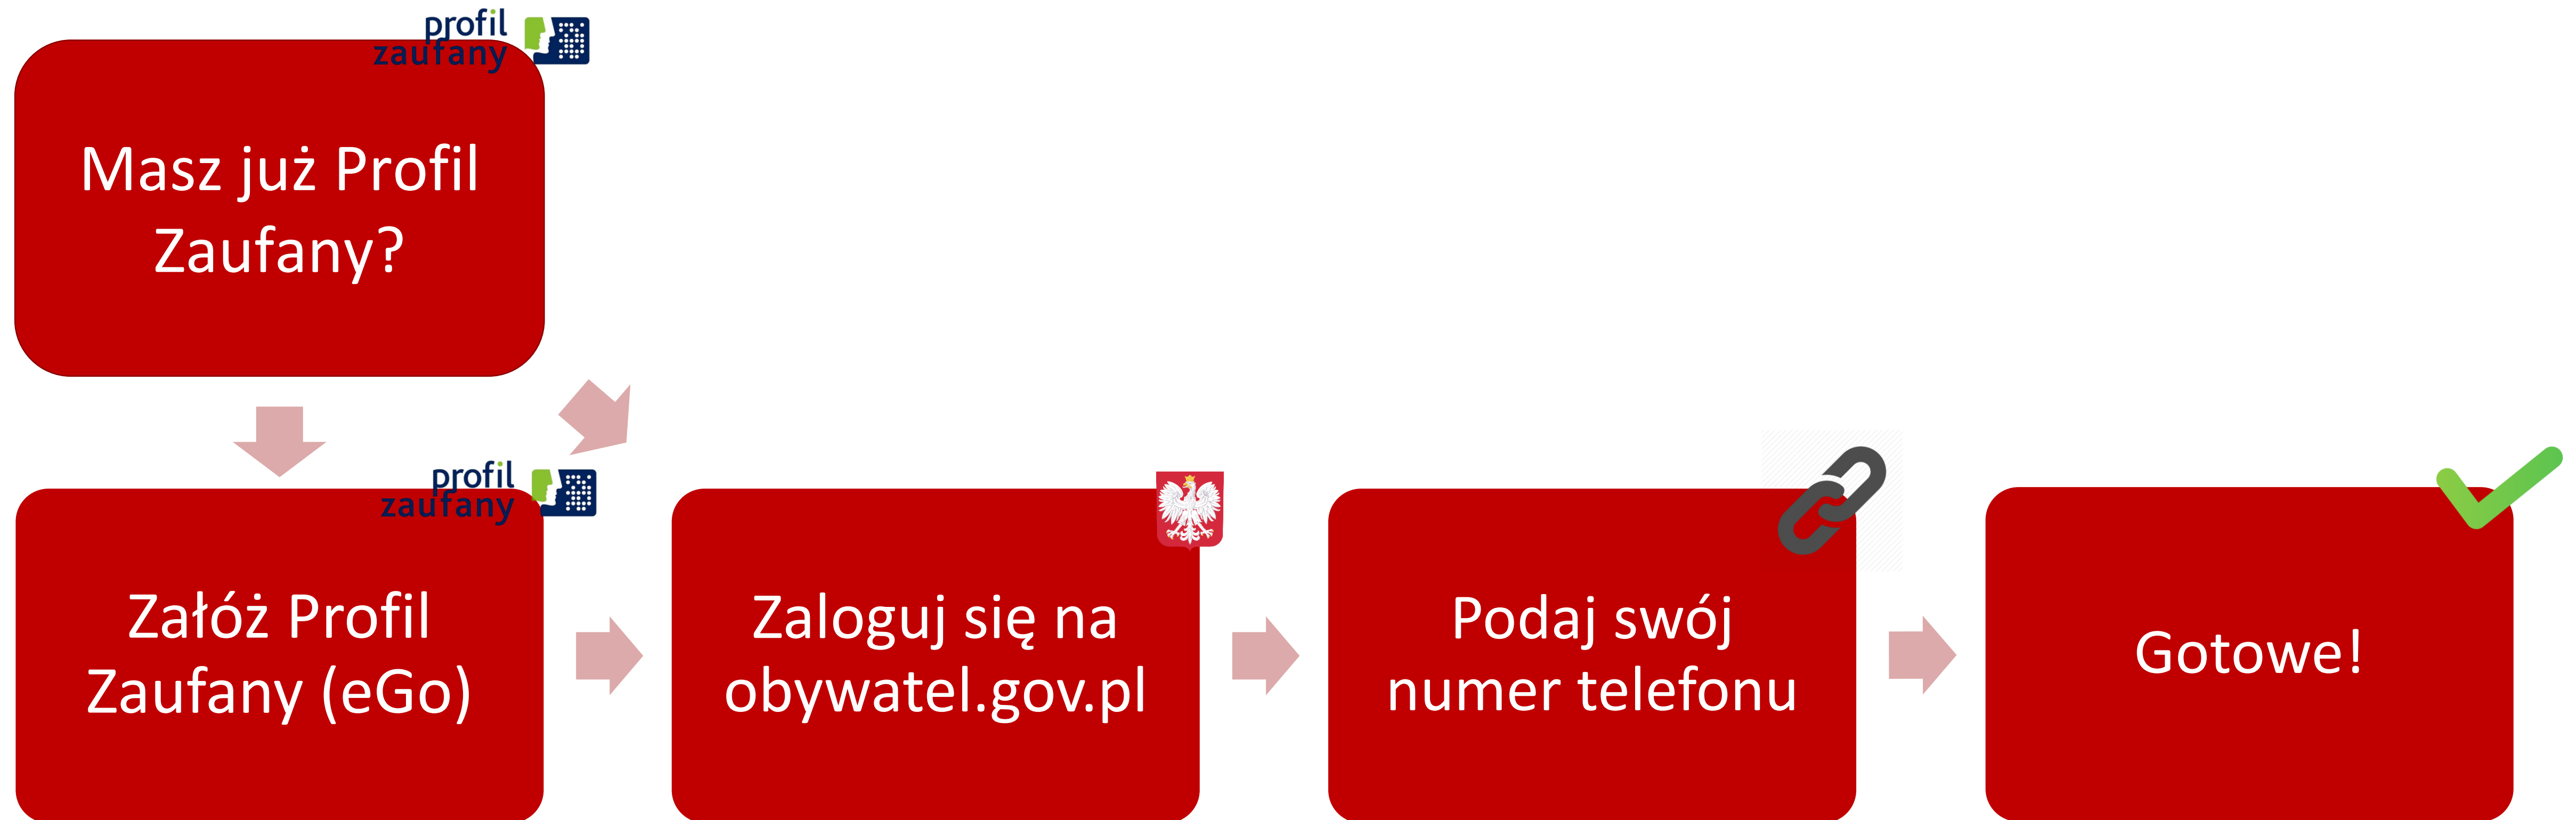 profil
zaufany
Masz już Profil
Zaufany?
profil
zaufany
Załóż Profil
Zaufany (eGo)
Zaloguj się na
obywatel.gov.pl
Podaj swój
numer telefonu
Gotowe!